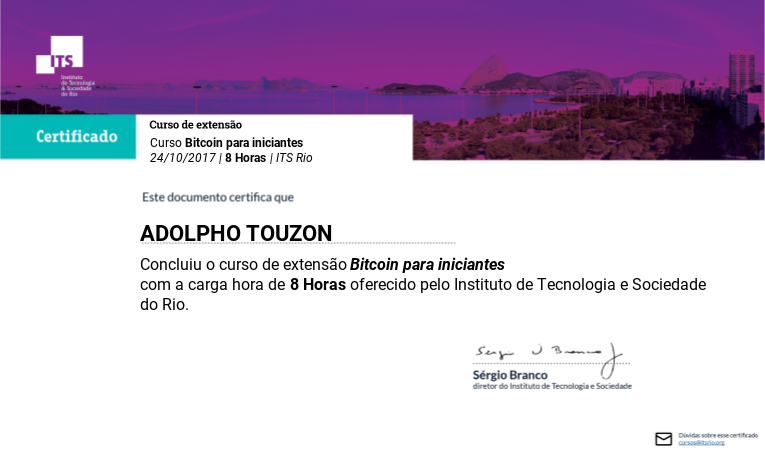 ITS
Instituto
de Tecnologia
& Sociedade
do Rio
Certificado
Curso de extensão
Curso Bitcoin para iniciantes
24/10/2017 | 8 Horas | ITS Rio
Este documento certifica que
ADOLPHO TOUZON
Concluiu o curso de extensão Bitcoin para iniciantes
com a carga hora de 8 Horas oferecido pelo Instituto de Tecnologia e Sociedade
do Rio.
Sergio V Branco
Sérgio Branco
diretor do Instituto de Tecnologia e Sociedade
Dúvidas sobre esse certificado
cursos@itsrio.org